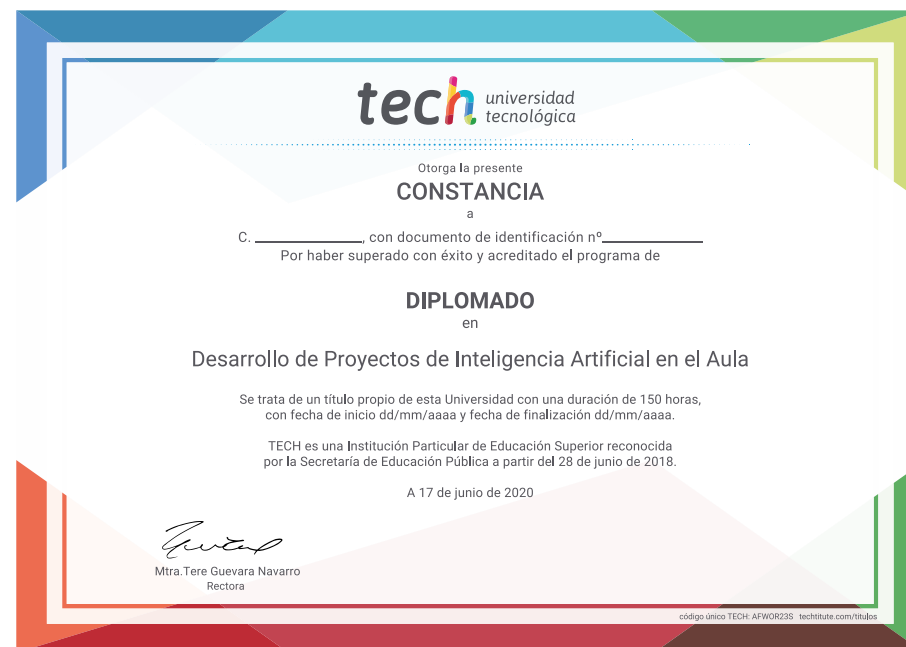 tech universidad
tecnológica
Otorga la presente
CONSTANCIA
a
C. ____________, con documento de identificación nº____________
Por haber superado con éxito y acreditado el programa de
DIPLOMADO
en
Desarrollo de Proyectos de Inteligencia Artificial en el Aula
Se trata de un título propio de esta Universidad con una duración de 150 horas,
con fecha de inicio dd/mm/aaaa y fecha de finalización dd/mm/aaaa.
TECH es una Institución Particular de Educación Superior reconocida
por la Secretaría de Educación Pública a partir del 28 de junio de 2018.
A 17 de junio de 2020
Mtra.Tere Guevara Navarro
Rectora
código único TECH: AFWOR23S techtitute.com/titulos